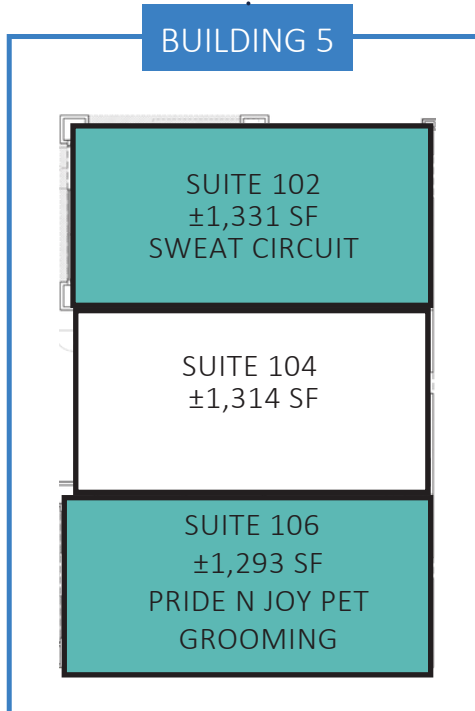 BUILDING 5
SUITE 102
±1,331 SF
SWEAT CIRCUIT
SUITE 104
±1,314 SF
SUITE 106
±1,293 SF
PRIDE N JOY PET
GROOMING